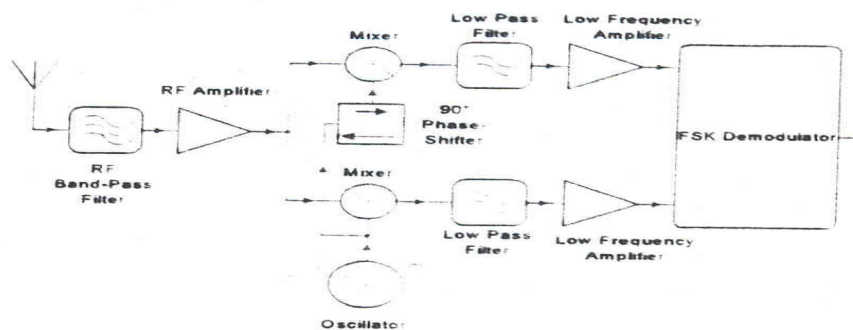 Low Pass
Filter
Low Frequency
Amplifier
Mixer
RF Amplifier
90°
Phase-
Shifter
FSK Demodulator
RF
Band-Pass
Filter
Mixer
Low Pass
Filter
Low Frequency
Amplifier
Oscillator